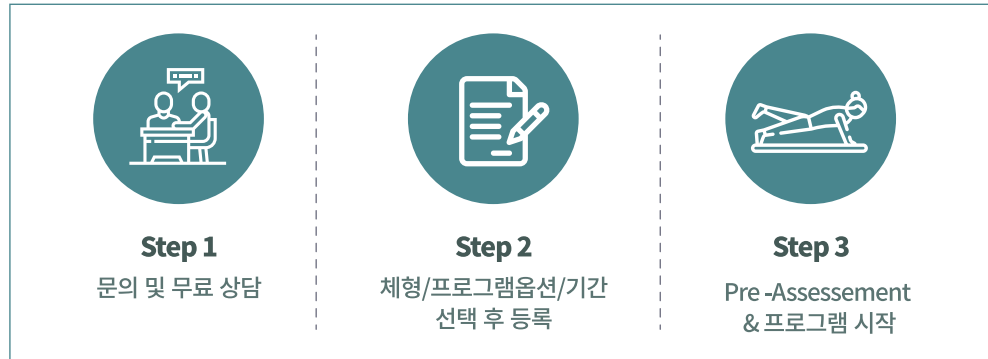 Step 1
문의 및 무료 상담
Step 2
체형/프로그램옵션/기간
선택 후 등록
Step 3
Pre -Assessement
& 프로그램 시작